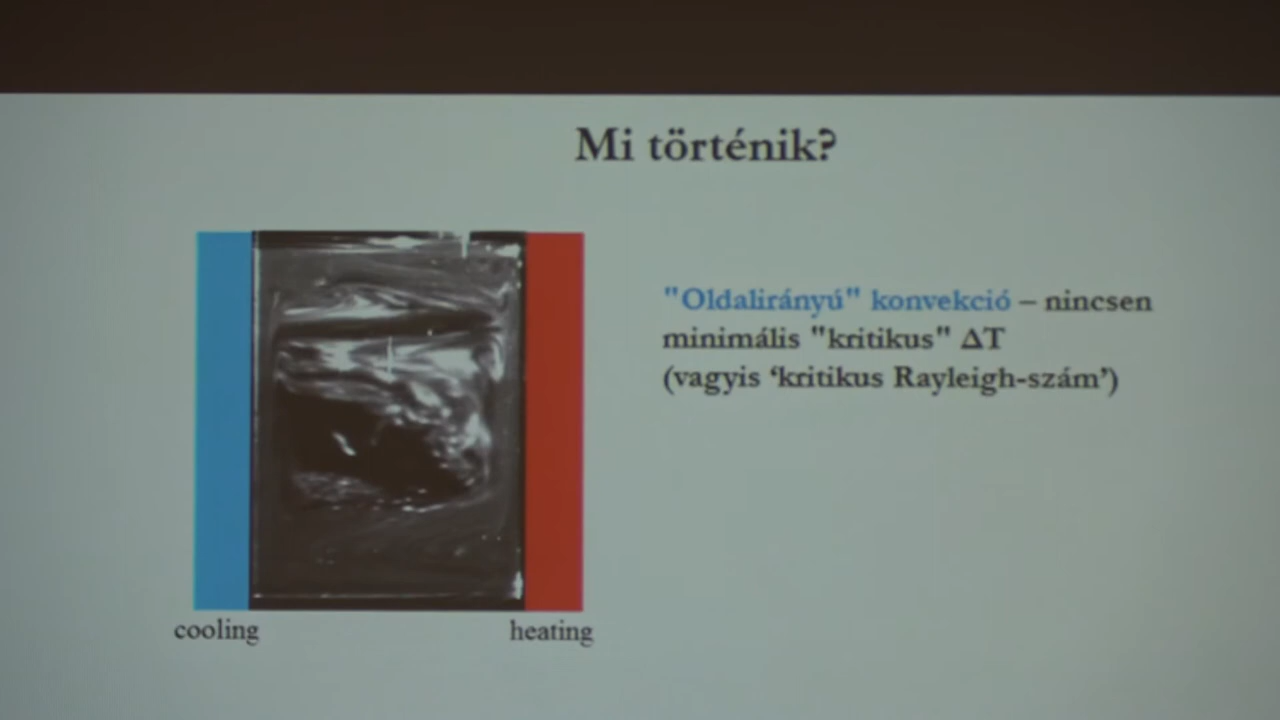 Mi történik?
"Oldalirányú" konvekció – nincsen
minimális "kritikus" ΔT
(vagyis ‘kritikus Rayleigh-szám’)
cooling
heating